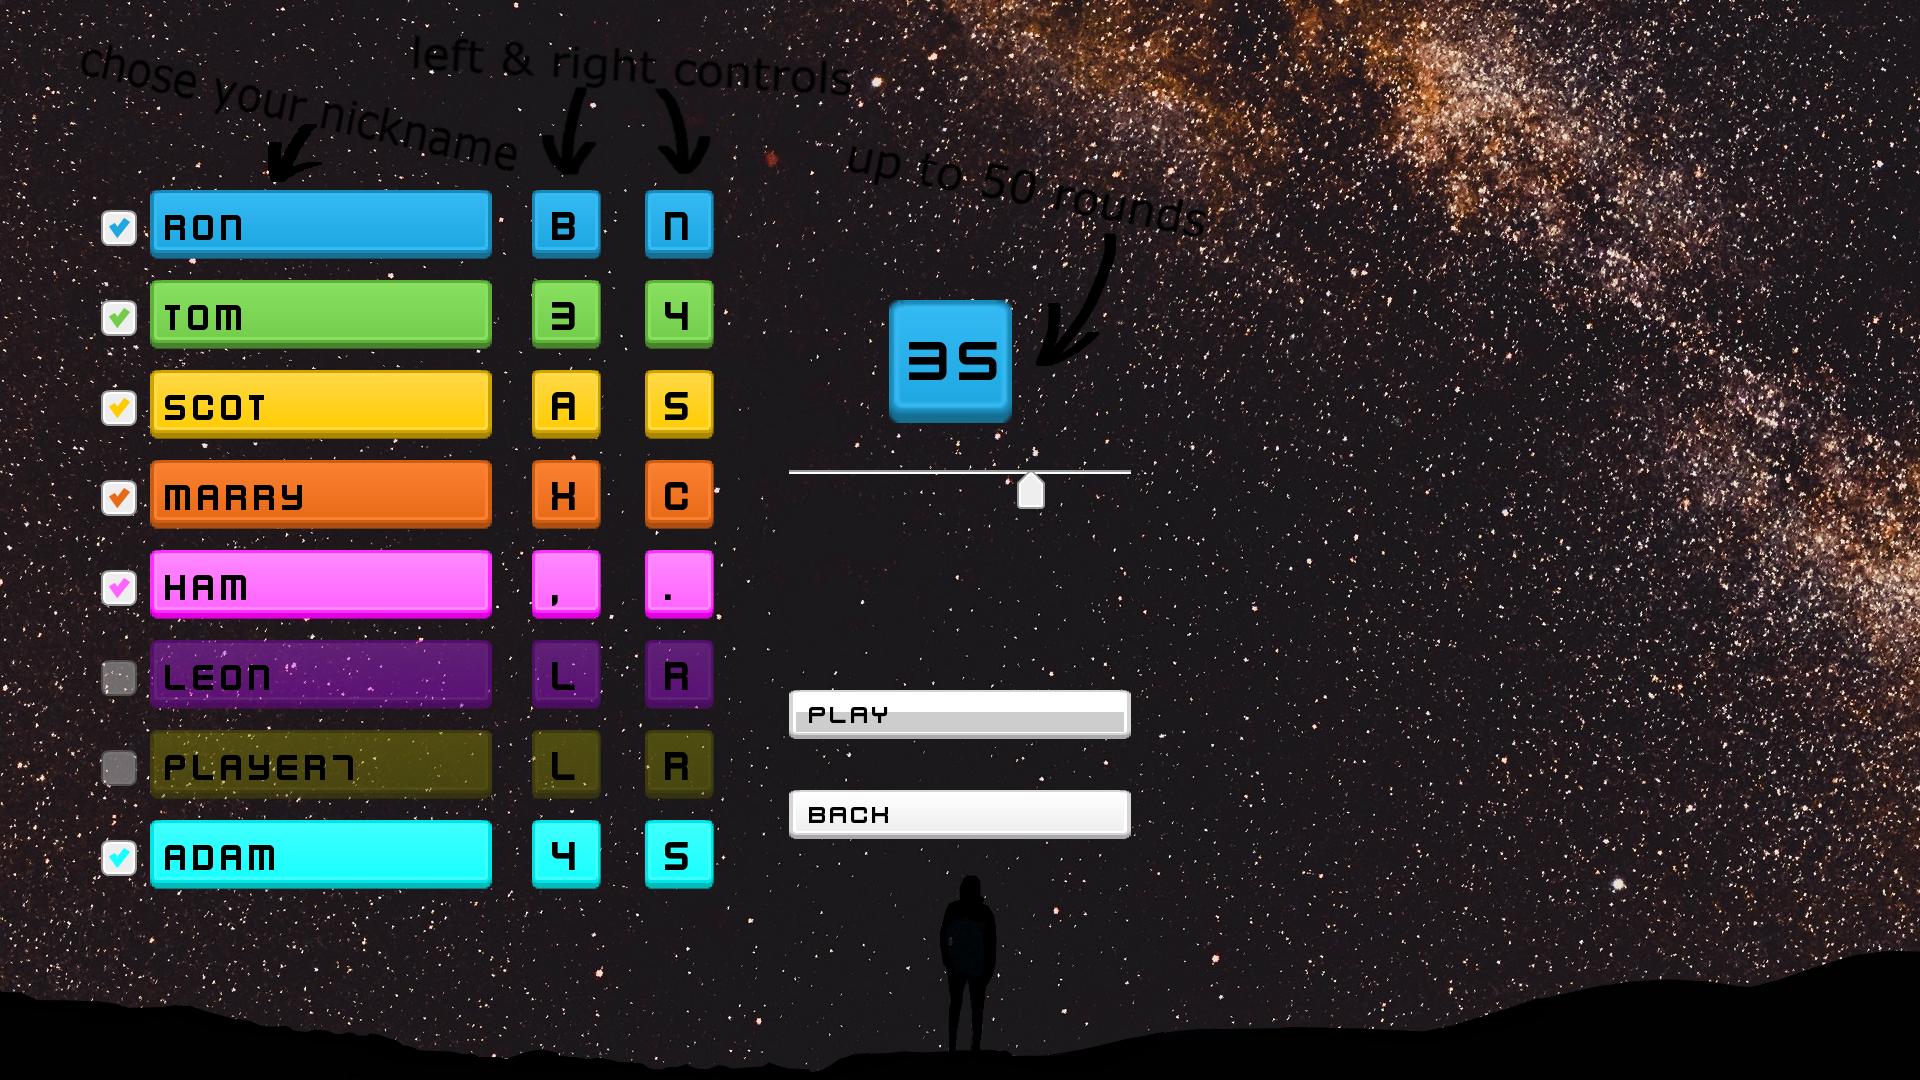 chose your nickname
left & right controls
up to 50 rounds
RON B N
TOM 3 4
35
SCOT A S
MARRY X C
HAM , .
LEON L R
PLAY
PLAYER7 L R
BACK
ADAM 4 5